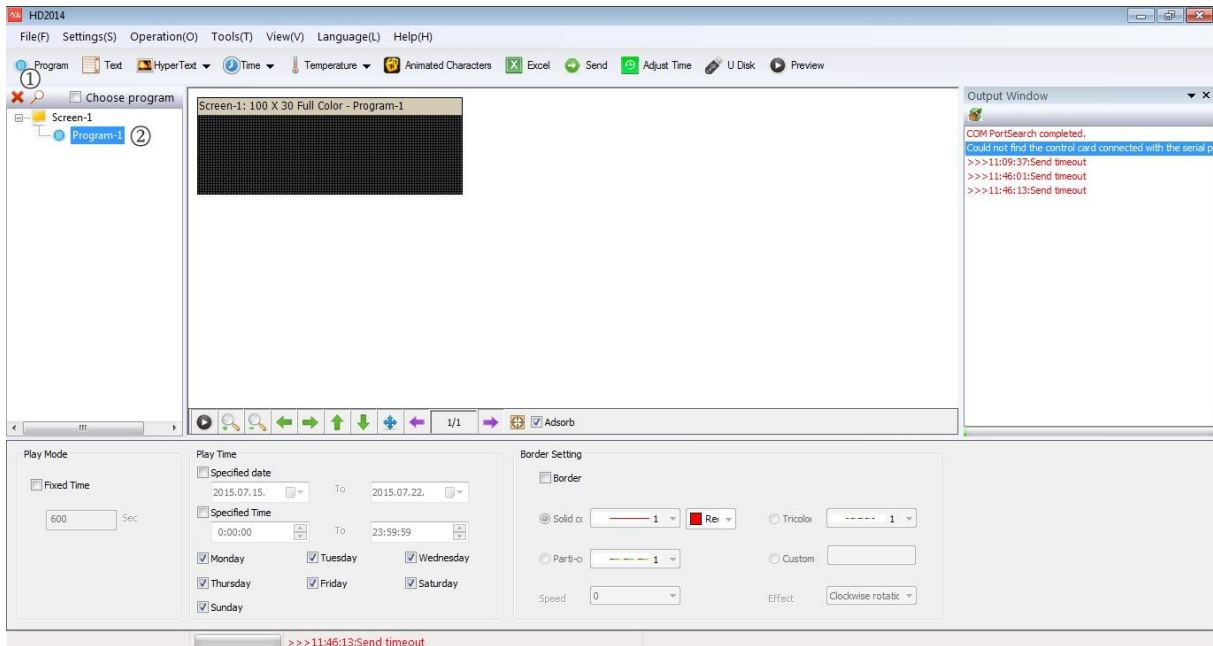 HD2014
File(F) Settings(S) Operation(O) Tools(T) View(V) Language(L) Help(H)
Program Text HyperText Time Temperature Animated Characters Excel Send Adjust Time U Disk Preview
①
Choose program
Screen-1
Program-1 ②
Screen-1: 100 X 30 Full Color - Program-1
Output Window
COM PortSearch completed.
Could not find the control card connected with the serial p
>>>11:09:37:Send timeout
>>>11:46:01:Send timeout
>>>11:46:13:Send timeout
1/1 Adsorb
Play Mode
Fixed Time
600 Sec
Play Time
Specified date
2015.07.15. To 2015.07.22.
Specified Time
0:00:00 To 23:59:59
Monday Tuesday Wednesday
Thursday Friday Saturday
Sunday
Border Setting
Border
Solid co 1 Re Tricolo 1
Parti-o 1 Custom
Speed 0 Effect Clockwise rotatic
>>>11:46:13:Send timeout